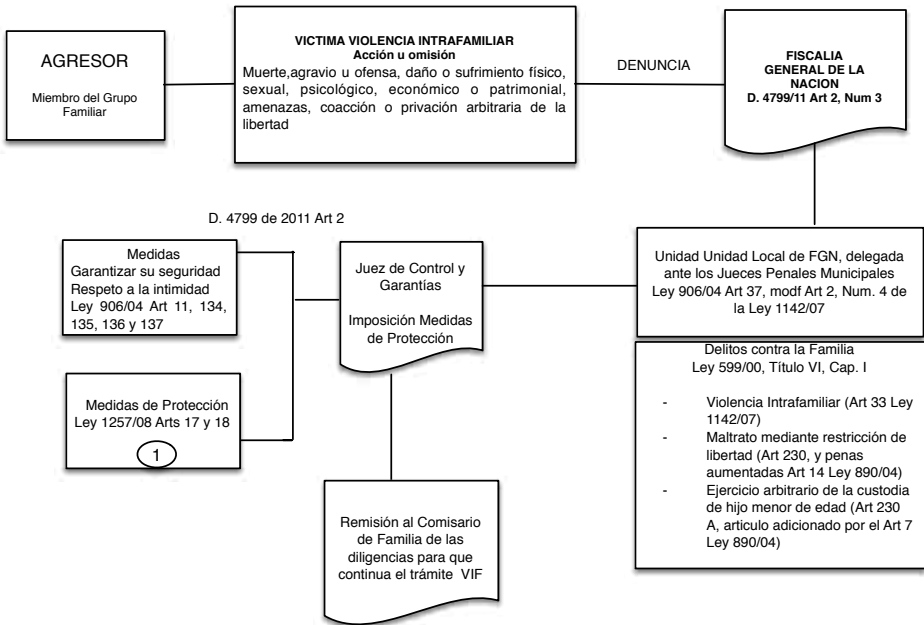 AGRESOR
Miembro del Grupo
Familiar
VICTIMA VIOLENCIA INTRAFAMILIAR
Acción u omisión
Muerte,agravio u ofensa, daño o sufrimiento físico,
sexual, psicológico, económico o patrimonial,
amenazas, coacción o privación arbitraria de la
libertad
DENUNCIA
FISCALIA
GENERAL DE LA
NACION
D. 4799/11 Art 2, Num 3
D. 4799 de 2011 Art 2
Medidas
Garantizar su seguridad
Respeto a la intimidad
Ley 906/04 Art 11, 134,
135, 136 y 137
Juez de Control y
Garantías
Imposición Medidas
de Protección
Unidad Unidad Local de FGN, delegada
ante los Jueces Penales Municipales
Ley 906/04 Art 37, modf Art 2, Num. 4 de
la Ley 1142/07
Medidas de Protección
Ley 1257/08 Arts 17 y 18
1
Delitos contra la Familia
Ley 599/00, Título VI, Cap. I
- Violencia Intrafamiliar (Art 33 Ley
1142/07)
- Maltrato mediante restricción de
libertad (Art 230, y penas
aumentadas Art 14 Ley 890/04)
- Ejercicio arbitrario de la custodia
de hijo menor de edad (Art 230
A, articulo adicionado por el Art 7
Ley 890/04)
Remisión al Comisario
de Familia de las
diligencias para que
continua el trámite VIF